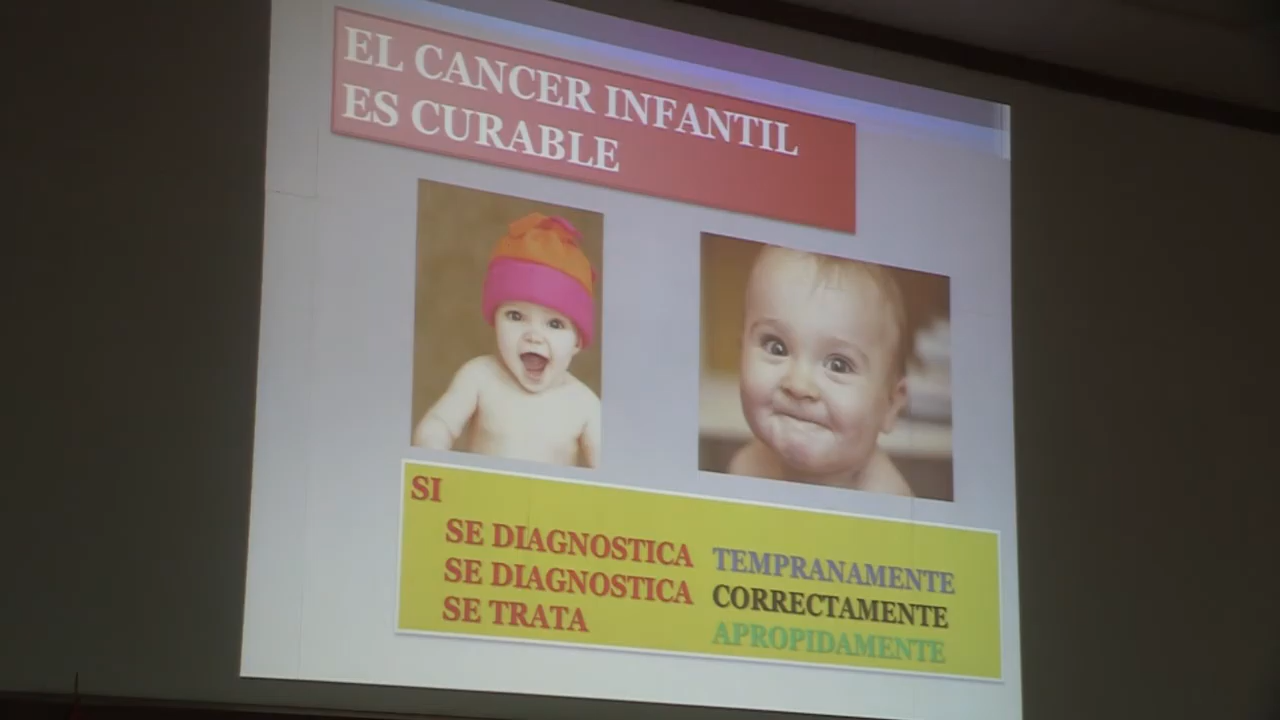 EL CANCER INFANTIL
ES CURABLE
SI
SE DIAGNOSTICA TEMPRANAMENTE
SE DIAGNOSTICA CORRECTAMENTE
SE TRATA APROPIDAMENTE